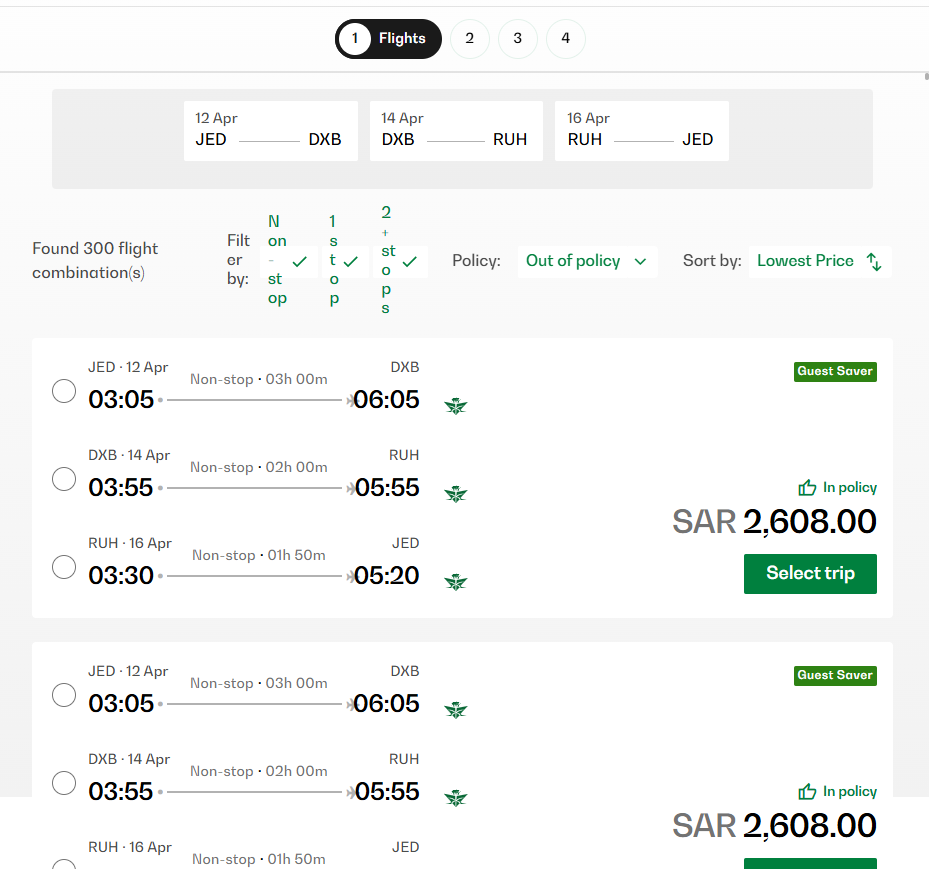 1 Flights 2 3 4
12 Apr
JED DXB
14 Apr
DXB RUH
16 Apr
RUH JED
Found 300 flight
combination(s)
Filt
er
by:
N
on
-
st
op
1
s
t
o
p
2
+
st
o
p
s
Policy: Out of policy
Sort by: Lowest Price
JED · 12 Apr
03:05
Non-stop · 03h 00m
DXB
06:05
Guest Saver
DXB · 14 Apr
03:55
Non-stop · 02h 00m
RUH
05:55
RUH · 16 Apr
03:30
Non-stop · 01h 50m
JED
05:20
In policy
SAR 2,608.00
Select trip
JED · 12 Apr
03:05
Non-stop · 03h 00m
DXB
06:05
Guest Saver
DXB · 14 Apr
03:55
Non-stop · 02h 00m
RUH
05:55
RUH · 16 Apr
Non-stop · 01h 50m
JED
In policy
SAR 2,608.00